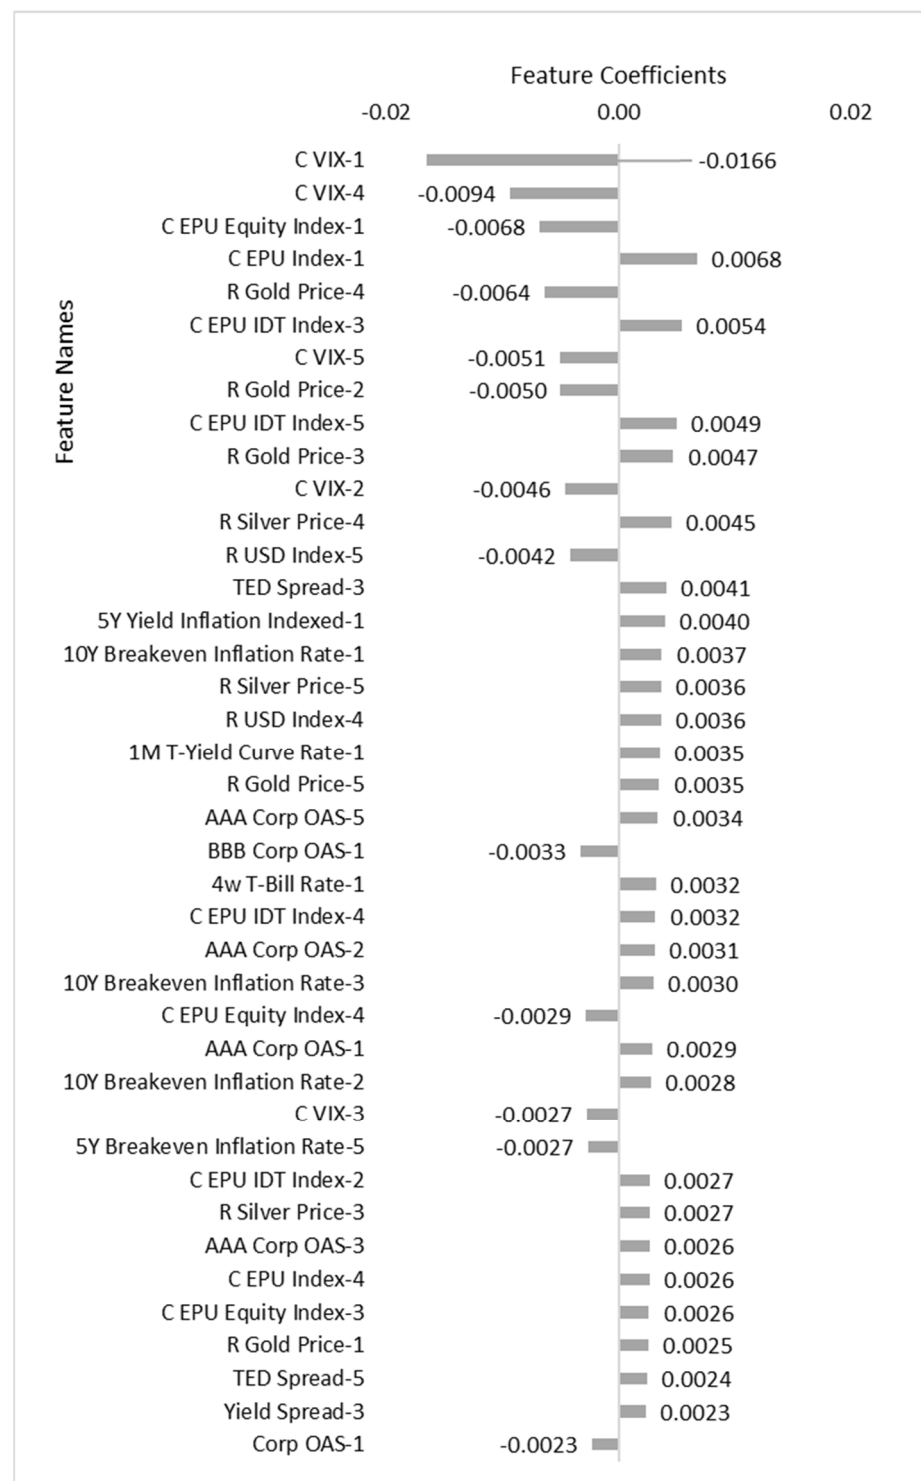 Feature Coefficients
-0.02 0.00 0.02
Feature Names
C VIX-1 -0.0166
C VIX-4 -0.0094
C EPU Equity Index-1 -0.0068
C EPU Index-1 0.0068
R Gold Price-4 -0.0064
C EPU IDT Index-3 0.0054
C VIX-5 -0.0051
R Gold Price-2 -0.0050
C EPU IDT Index-5 0.0049
R Gold Price-3 0.0047
C VIX-2 -0.0046
R Silver Price-4 0.0045
R USD Index-5 -0.0042
TED Spread-3 0.0041
5Y Yield Inflation Indexed-1 0.0040
10Y Breakeven Inflation Rate-1 0.0037
R Silver Price-5 0.0036
R USD Index-4 0.0036
1M T-Yield Curve Rate-1 0.0035
R Gold Price-5 0.0035
AAA Corp OAS-5 0.0034
BBB Corp OAS-1 -0.0033
4w T-Bill Rate-1 0.0032
C EPU IDT Index-4 0.0032
AAA Corp OAS-2 0.0031
10Y Breakeven Inflation Rate-3 0.0030
C EPU Equity Index-4 -0.0029
AAA Corp OAS-1 0.0029
10Y Breakeven Inflation Rate-2 0.0028
C VIX-3 -0.0027
5Y Breakeven Inflation Rate-5 -0.0027
C EPU IDT Index-2 0.0027
R Silver Price-3 0.0027
AAA Corp OAS-3 0.0026
C EPU Index-4 0.0026
C EPU Equity Index-3 0.0026
R Gold Price-1 0.0025
TED Spread-5 0.0024
Yield Spread-3 0.0023
Corp OAS-1 -0.0023